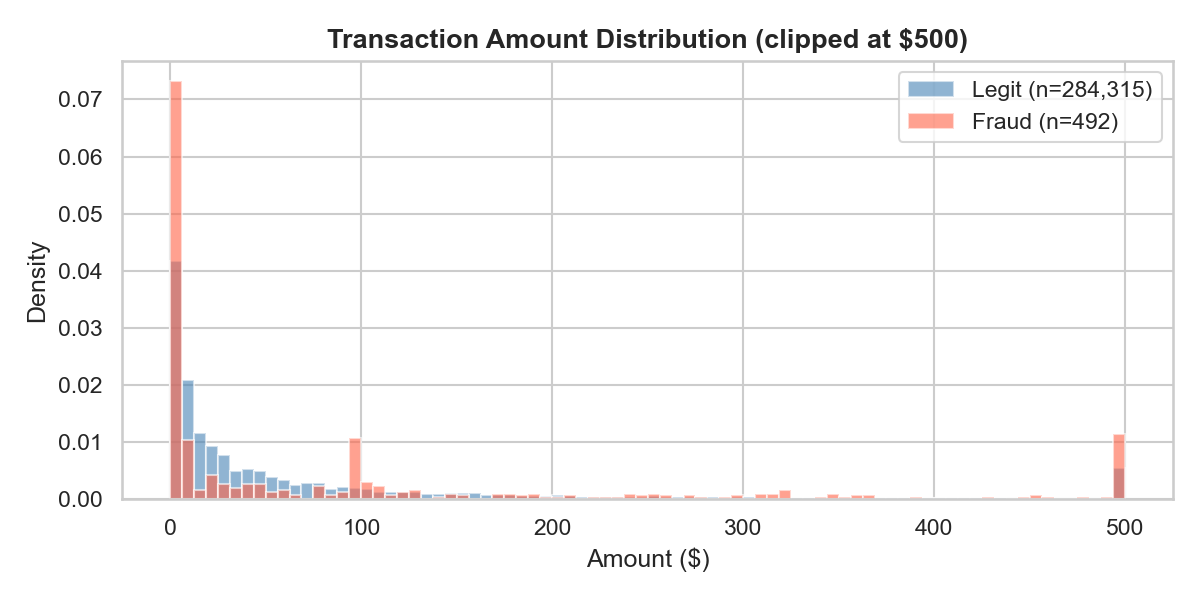 Transaction Amount Distribution (clipped at $500)
Legit (n=284,315)
Fraud (n=492)
Density
0.07
0.06
0.05
0.04
0.03
0.02
0.01
0.00
0 100 200 300 400 500
Amount ($)